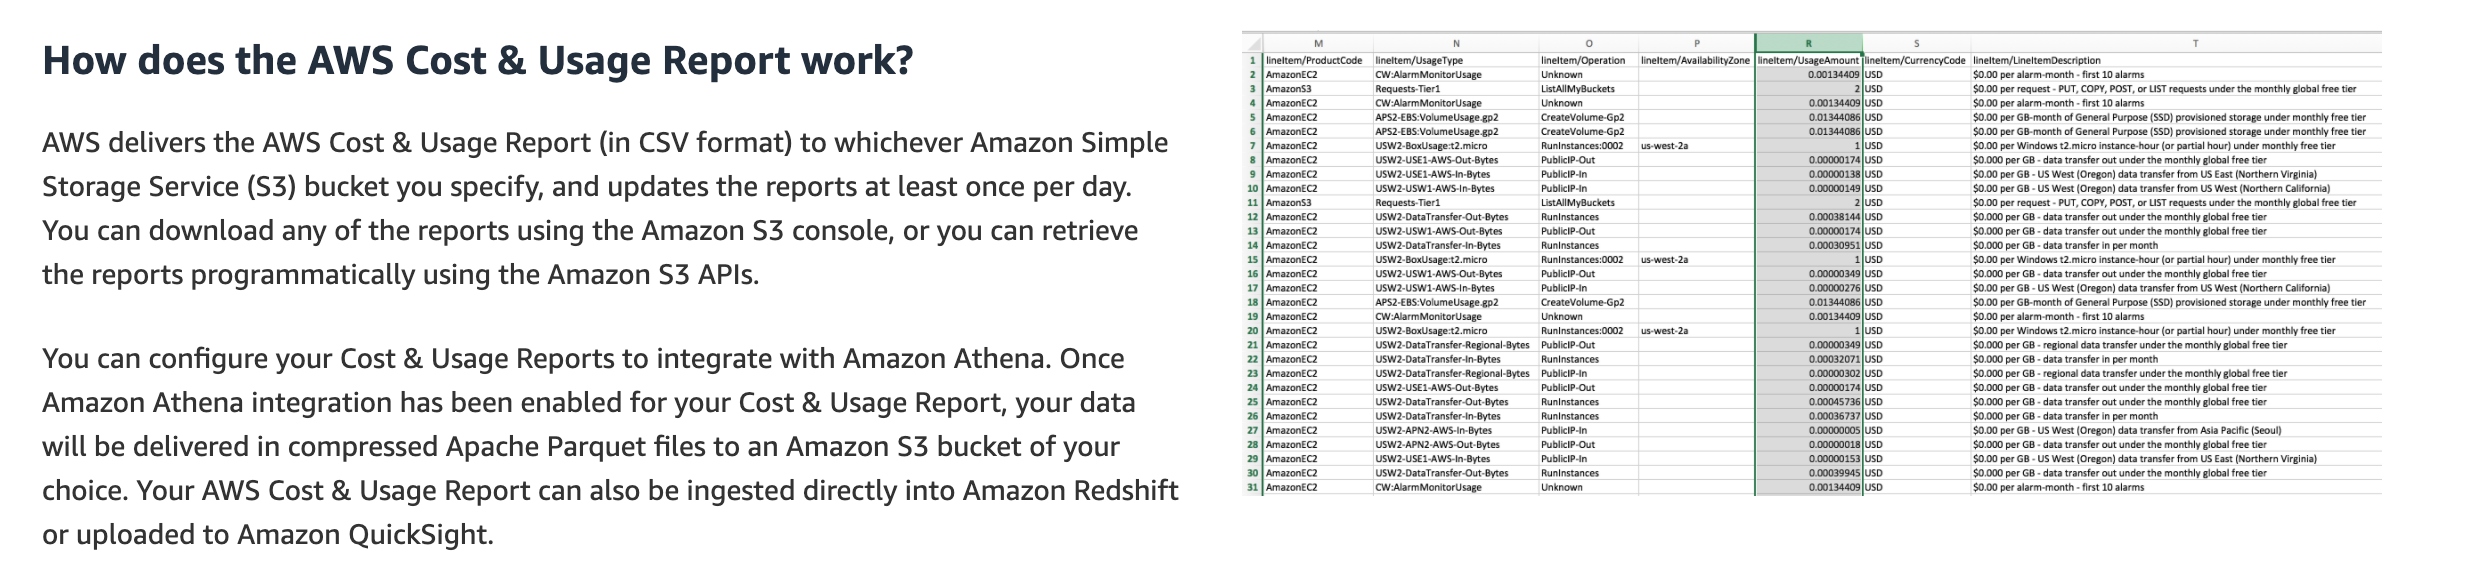 How does the AWS Cost & Usage Report work?
AWS delivers the AWS Cost & Usage Report (in CSV format) to whichever Amazon Simple
Storage Service (S3) bucket you specify, and updates the reports at least once per day.
You can download any of the reports using the Amazon S3 console, or you can retrieve
the reports programmatically using the Amazon S3 APIs.
You can configure your Cost & Usage Reports to integrate with Amazon Athena. Once
Amazon Athena integration has been enabled for your Cost & Usage Report, your data
will be delivered in compressed Apache Parquet files to an Amazon S3 bucket of your
choice. Your AWS Cost & Usage Report can also be ingested directly into Amazon Redshift
or uploaded to Amazon QuickSight.
M N O P R S T
1 lineItem/ProductCode lineItem/UsageType lineItem/Operation lineItem/AvailabilityZone lineItem/UsageAmount lineItem/CurrencyCode lineItem/LineItemDescription
2 AmazonEC2 CW:AlarmMonitorUsage Unknown 0.00134409 USD $0.00 per alarm-month - first 10 alarms
3 AmazonS3 Requests-Tier1 ListAllMyBuckets 2 USD $0.00 per request - PUT, COPY, POST, or LIST requests under the monthly global free tier
4 AmazonEC2 CW:AlarmMonitorUsage Unknown 0.00134409 USD $0.00 per alarm-month - first 10 alarms
5 AmazonEC2 APS2-EBS:VolumeUsage.gp2 CreateVolume-Gp2 0.01344086 USD $0.00 per GB-month of General Purpose (SSD) provisioned storage under monthly free tier
6 AmazonEC2 APS2-EBS:VolumeUsage.gp2 CreateVolume-Gp2 0.01344086 USD $0.00 per GB-month of General Purpose (SSD) provisioned storage under monthly free tier
7 AmazonEC2 USW2-BoxUsage:t2.micro RunInstances:0002 us-west-2a 1 USD $0.00 per Windows t2.micro instance-hour (or partial hour) under monthly free tier
8 AmazonEC2 USW2-USE1-AWS-Out-Bytes PublicIP-Out 0.00000174 USD $0.000 per GB - data transfer out under the monthly global free tier
9 AmazonEC2 USW2-USE1-AWS-In-Bytes PublicIP-In 0.00000138 USD $0.00 per GB - US West (Oregon) data transfer from US East (Northern Virginia)
10 AmazonEC2 USW2-USW1-AWS-In-Bytes PublicIP-In 0.00000149 USD $0.00 per GB - US West (Oregon) data transfer from US West (Northern California)
11 AmazonS3 Requests-Tier1 ListAllMyBuckets 2 USD $0.00 per request - PUT, COPY, POST, or LIST requests under the monthly global free tier
12 AmazonEC2 USW2-DataTransfer-Out-Bytes RunInstances 0.00038144 USD $0.000 per GB - data transfer out under the monthly global free tier
13 AmazonEC2 USW2-USW1-AWS-Out-Bytes PublicIP-Out 0.00000174 USD $0.000 per GB - data transfer out under the monthly global free tier
14 AmazonEC2 USW2-DataTransfer-In-Bytes RunInstances 0.00030951 USD $0.000 per GB - data transfer in per month
15 AmazonEC2 USW2-BoxUsage:t2.micro RunInstances:0002 us-west-2a 1 USD $0.00 per Windows t2.micro instance-hour (or partial hour) under monthly free tier
16 AmazonEC2 USW2-USW1-AWS-Out-Bytes PublicIP-Out 0.00000349 USD $0.000 per GB - data transfer out under the monthly global free tier
17 AmazonEC2 USW2-USW1-AWS-In-Bytes PublicIP-In 0.00000276 USD $0.00 per GB - US West (Oregon) data transfer from US West (Northern California)
18 AmazonEC2 APS2-EBS:VolumeUsage.gp2 CreateVolume-Gp2 0.01344086 USD $0.00 per GB-month of General Purpose (SSD) provisioned storage under monthly free tier
19 AmazonEC2 CW:AlarmMonitorUsage Unknown 0.00134409 USD $0.00 per alarm-month - first 10 alarms
20 AmazonEC2 USW2-BoxUsage:t2.micro RunInstances:0002 us-west-2a 1 USD $0.00 per Windows t2.micro instance-hour (or partial hour) under monthly free tier
21 AmazonEC2 USW2-DataTransfer-Regional-Bytes PublicIP-Out 0.00000349 USD $0.000 per GB - regional data transfer under the monthly global free tier
22 AmazonEC2 USW2-DataTransfer-In-Bytes RunInstances 0.00032071 USD $0.000 per GB - data transfer in per month
23 AmazonEC2 USW2-DataTransfer-Regional-Bytes PublicIP-In 0.00000302 USD $0.000 per GB - regional data transfer under the monthly global free tier
24 AmazonEC2 USW2-USE1-AWS-Out-Bytes PublicIP-Out 0.00000174 USD $0.000 per GB - data transfer out under the monthly global free tier
25 AmazonEC2 USW2-DataTransfer-Out-Bytes RunInstances 0.00045736 USD $0.000 per GB - data transfer out under the monthly global free tier
26 AmazonEC2 USW2-DataTransfer-In-Bytes RunInstances 0.00036737 USD $0.000 per GB - data transfer in per month
27 AmazonEC2 USW2-APN2-AWS-In-Bytes PublicIP-In 0.00000005 USD $0.00 per GB - US West (Oregon) data transfer from Asia Pacific (Seoul)
28 AmazonEC2 USW2-APN2-AWS-Out-Bytes PublicIP-Out 0.00000018 USD $0.000 per GB - data transfer out under the monthly global free tier
29 AmazonEC2 USW2-USE1-AWS-In-Bytes PublicIP-In 0.00000153 USD $0.00 per GB - US West (Oregon) data transfer from US East (Northern Virginia)
30 AmazonEC2 USW2-DataTransfer-Out-Bytes RunInstances 0.00039945 USD $0.000 per GB - data transfer out under the monthly global free tier
31 AmazonEC2 CW:AlarmMonitorUsage Unknown 0.00134409 USD $0.00 per alarm-month - first 10 alarms